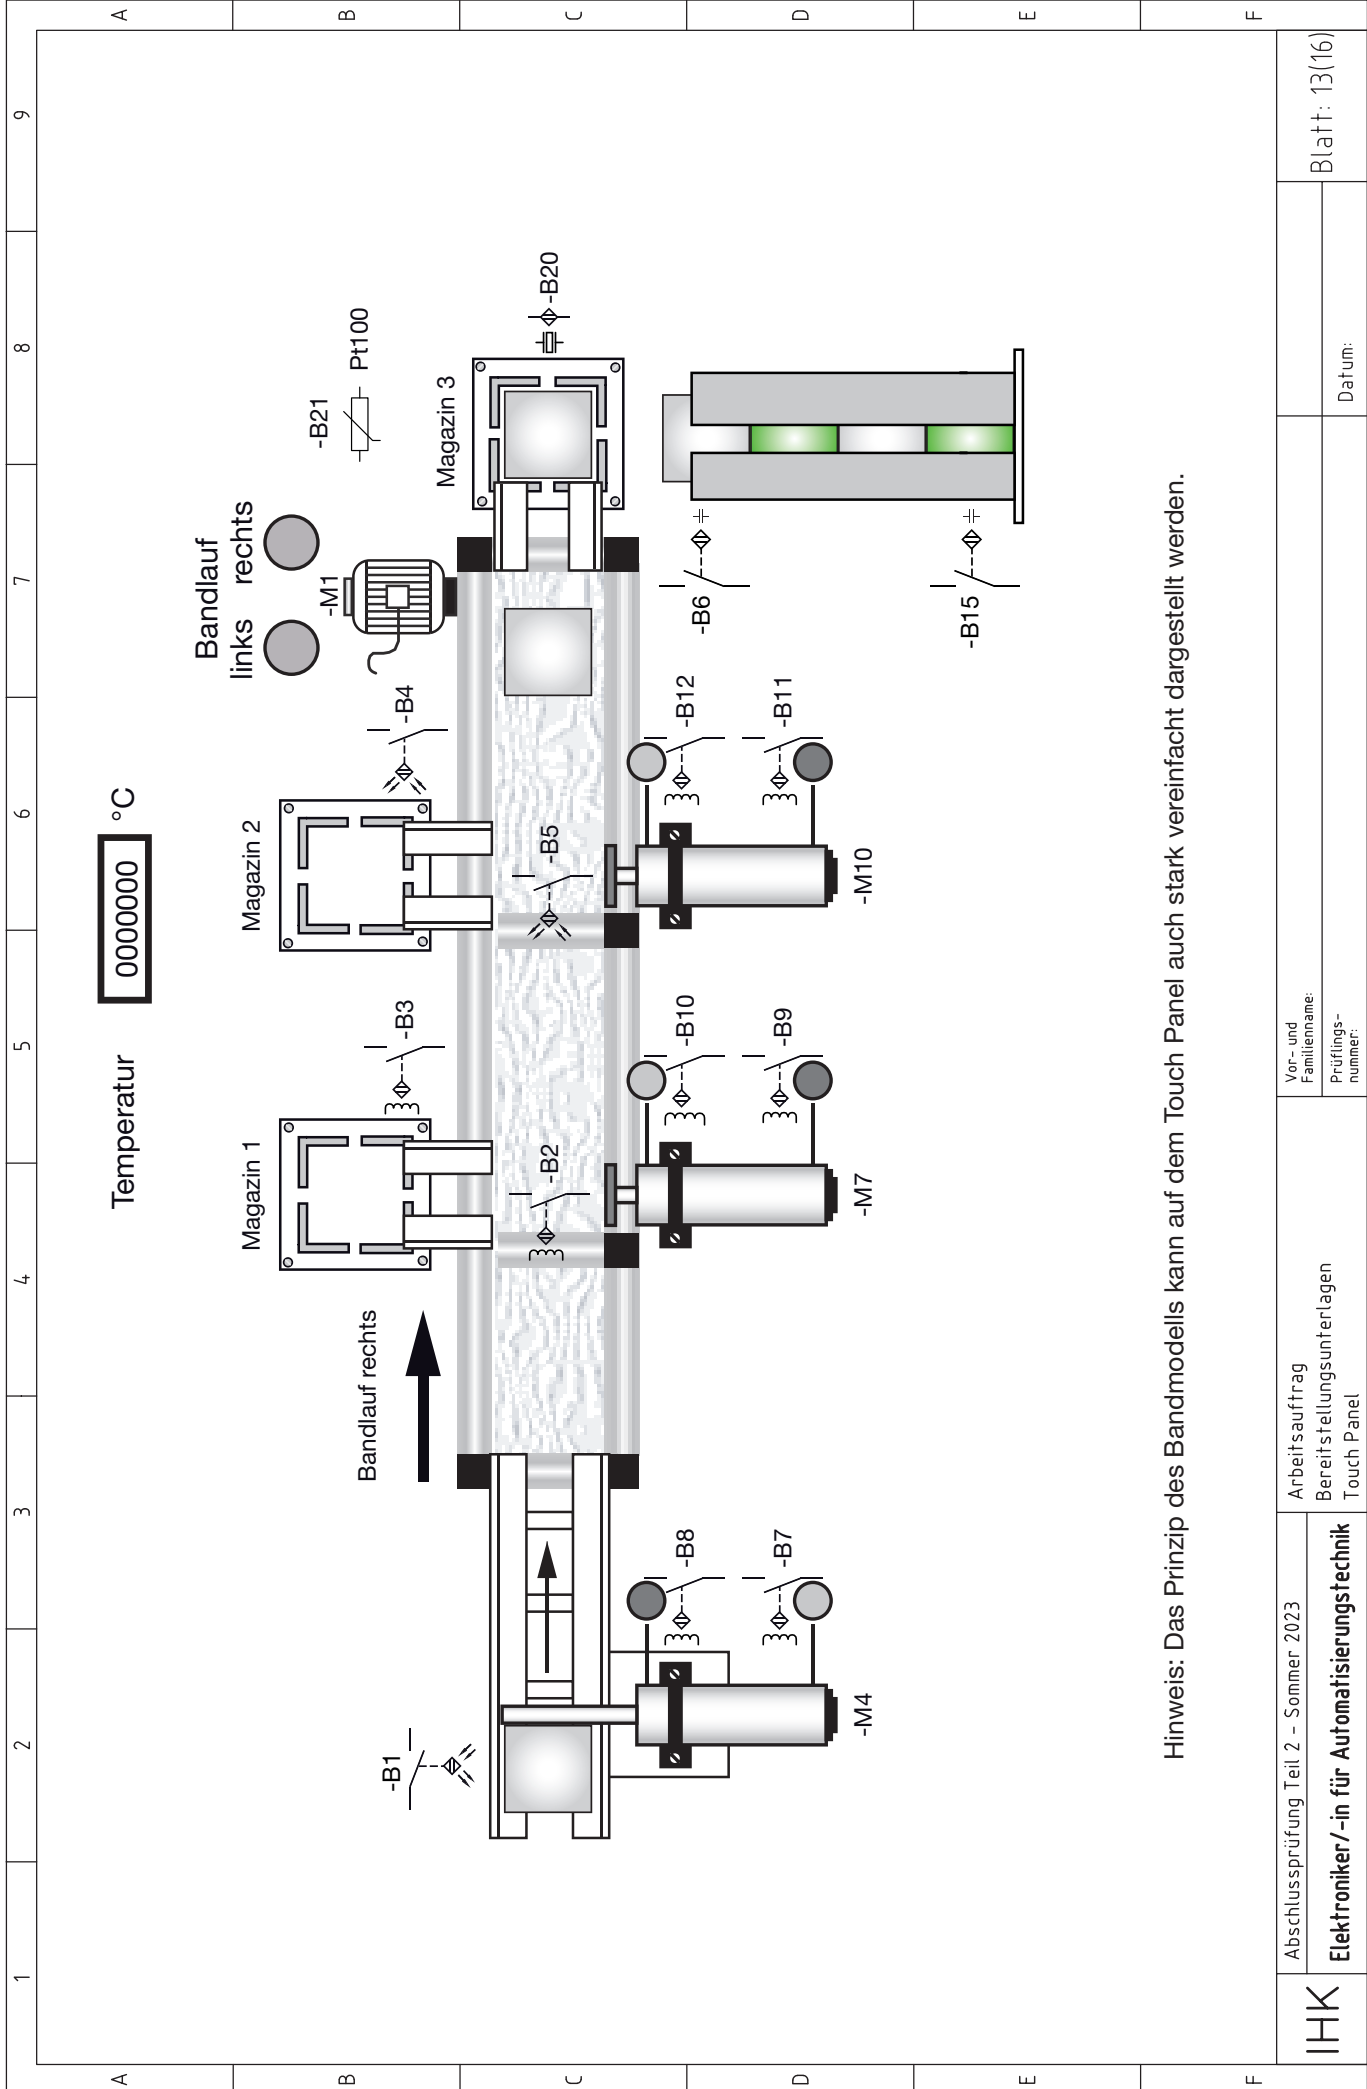 1 2 3 4 5 6 7 8 9
A
B
C
D
E
F
A
B
C
D
E
F
Temperatur 0000000 °C
Bandlauf
links rechts
-B21
Pt100
-M1
Magazin 1
Magazin 2
Magazin 3
Bandlauf rechts
-B1
-B3
-B4
-B2
-B5
-B20
-B8
-B10
-B12
-B6
-B7
-B9
-B11
-B15
-M4
-M7
-M10
Hinweis: Das Prinzip des Bandmodells kann auf dem Touch Panel auch stark vereinfacht dargestellt werden.
IHK
Abschlussprüfung Teil 2 - Sommer 2023
Elektroniker/-in für Automatisierungstechnik
Arbeitsauftrag
Bereitstellungsunterlagen
Touch Panel
Vor- und
Familienname:
Prüflings-
nummer:
Datum:
Blatt: 13(16)